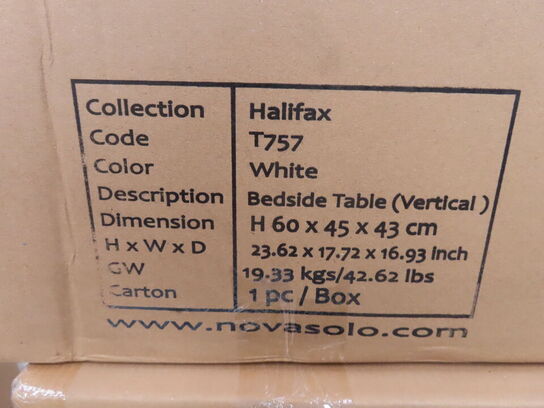 Collection Halifax
Code T757
Color White
Description Bedside Table (Vertical )
Dimension H 60 x 45 x 43 cm
H x W x D 23.62 x 17.72 x 16.93 inch
GW 19.33 kgs/42.62 lbs
Carton 1 pc / Box
www.novasolo.com